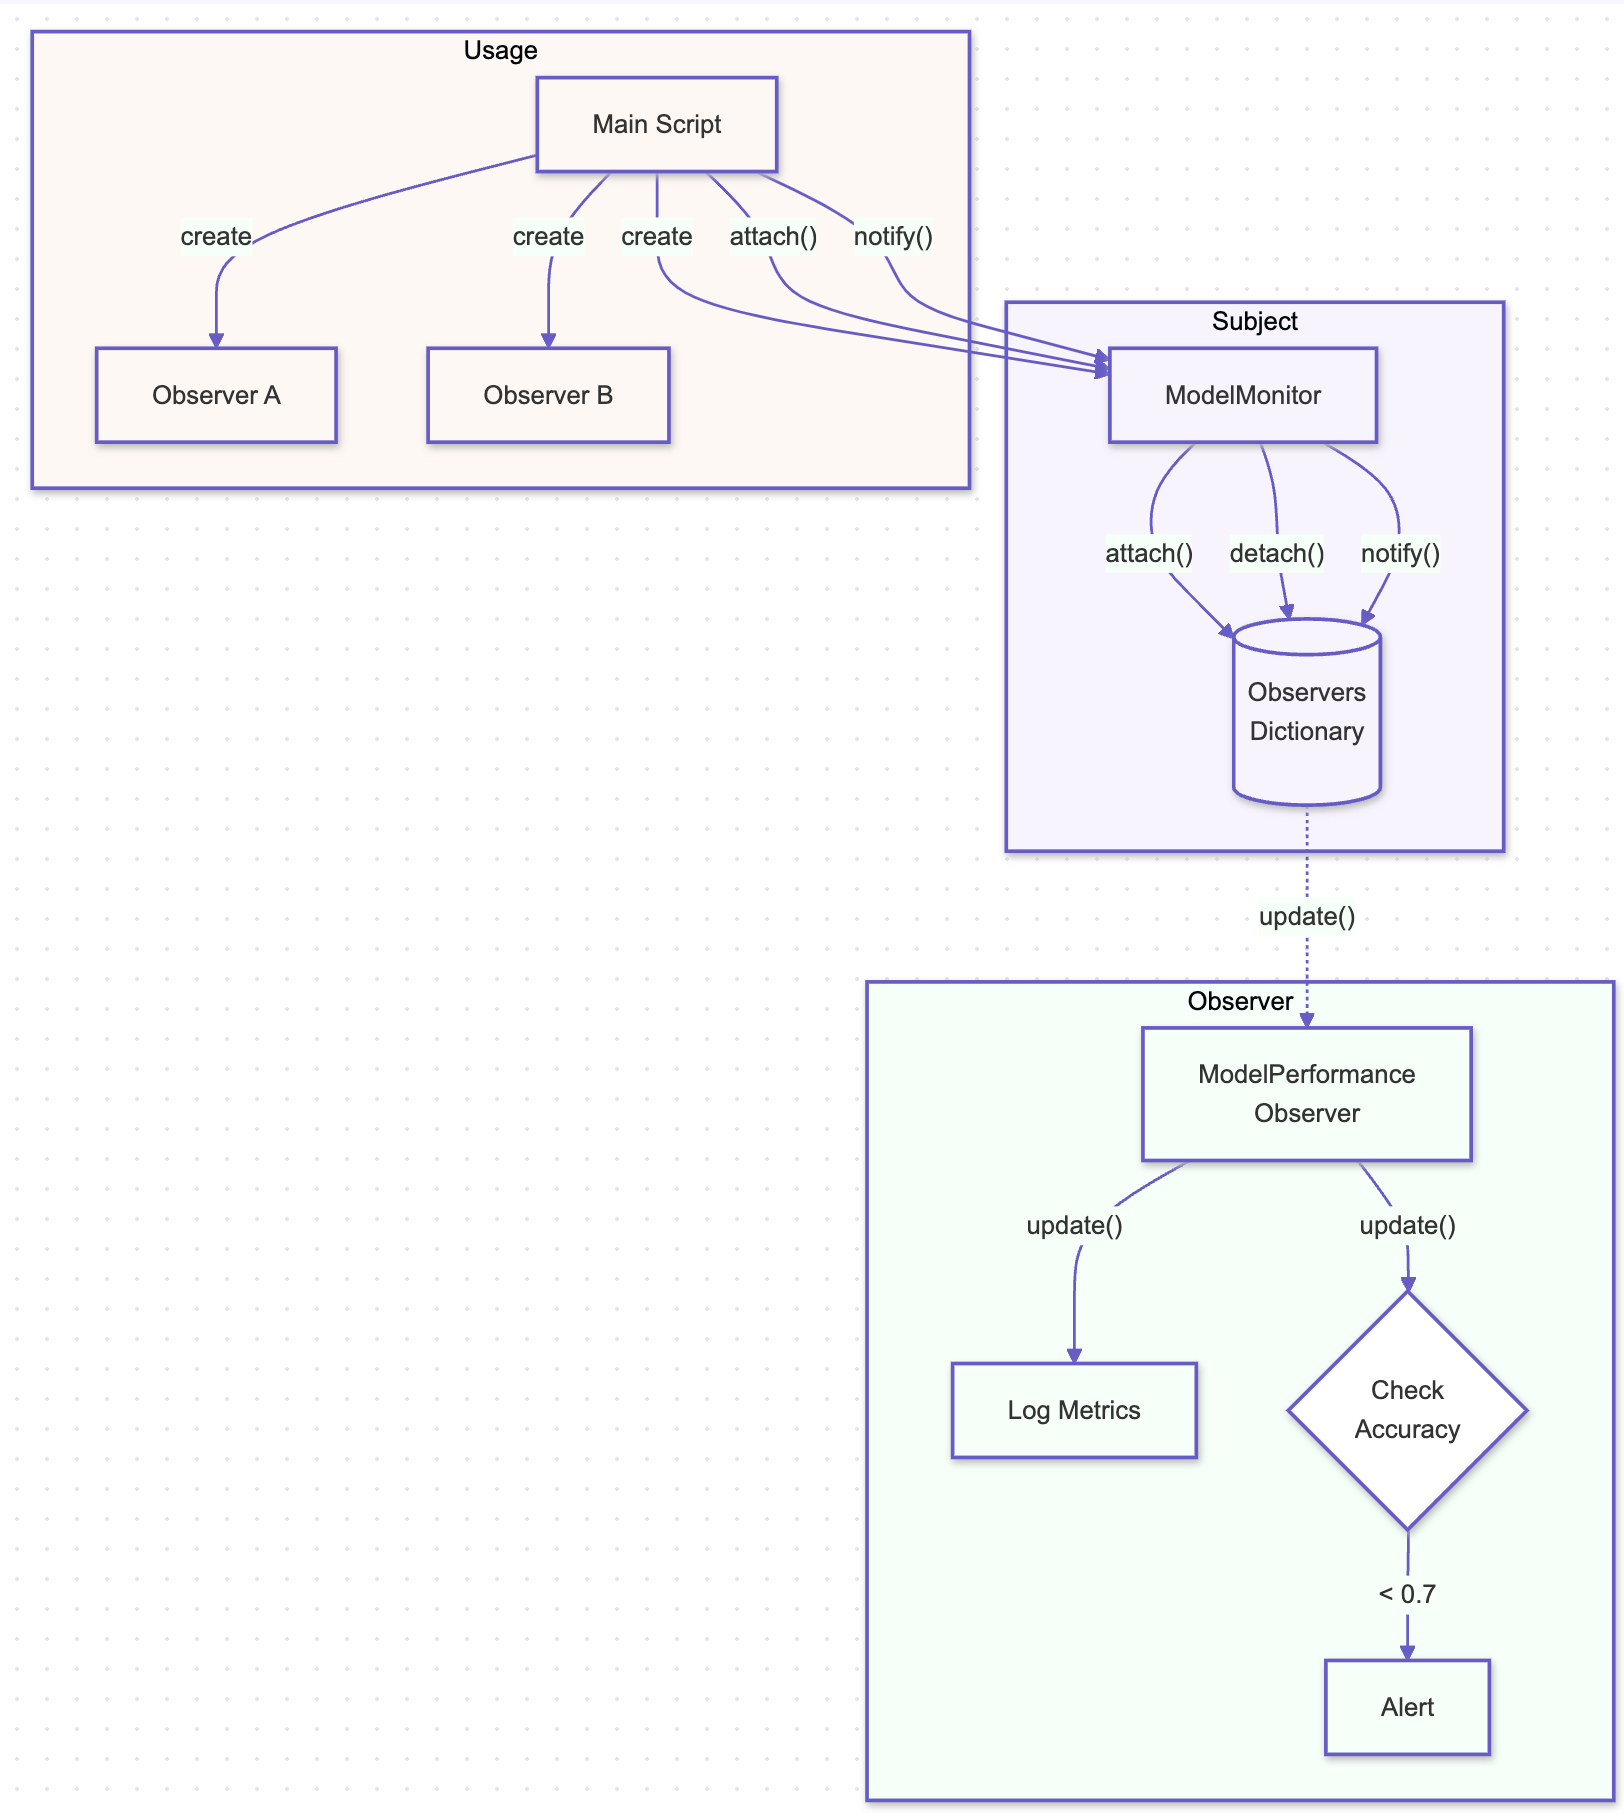 Usage
Main Script
create
create
create
attach()
notify()
Observer A
Observer B
Subject
ModelMonitor
attach()
detach()
notify()
Observers
Dictionary
update()
Observer
ModelPerformance
Observer
update()
update()
Log Metrics
Check
Accuracy
< 0.7
Alert